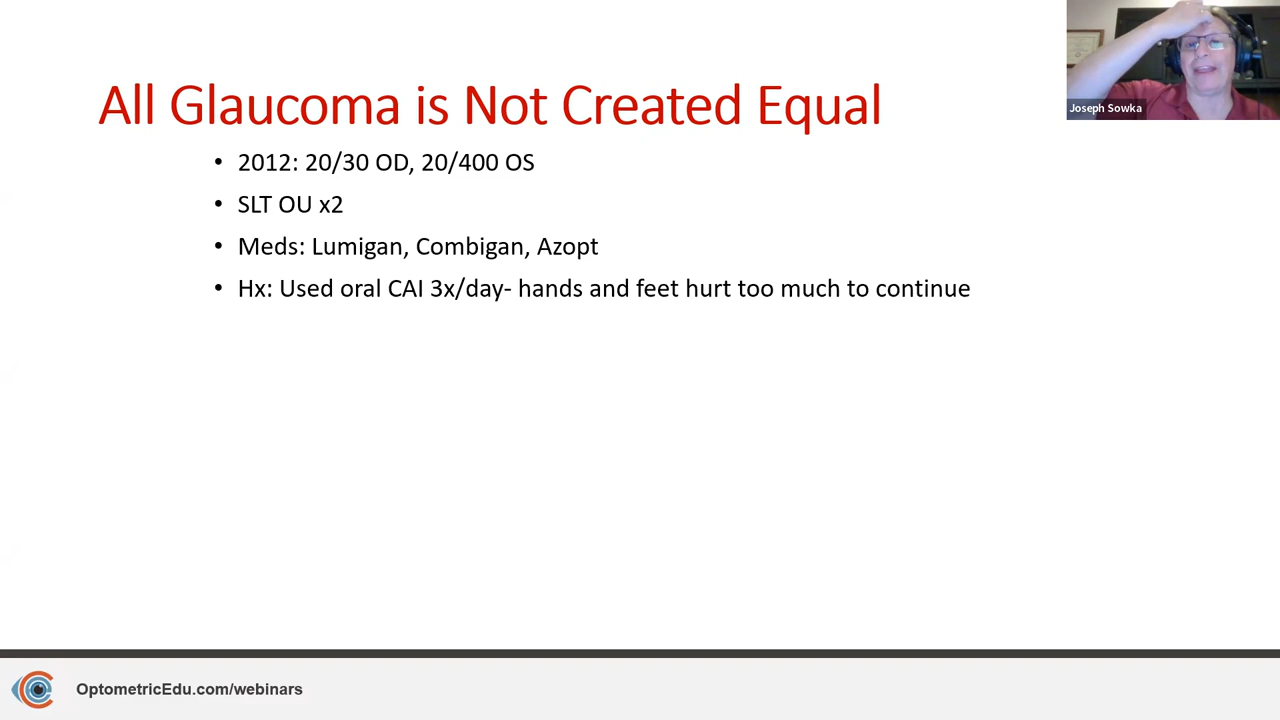 All Glaucoma is Not Created Equal
Joseph Sowka
• 2012: 20/30 OD, 20/400 OS
• SLT OU x2
• Meds: Lumigan, Combigan, Azopt
• Hx: Used oral CAI 3x/day- hands and feet hurt too much to continue
OptometricEdu.com/webinars